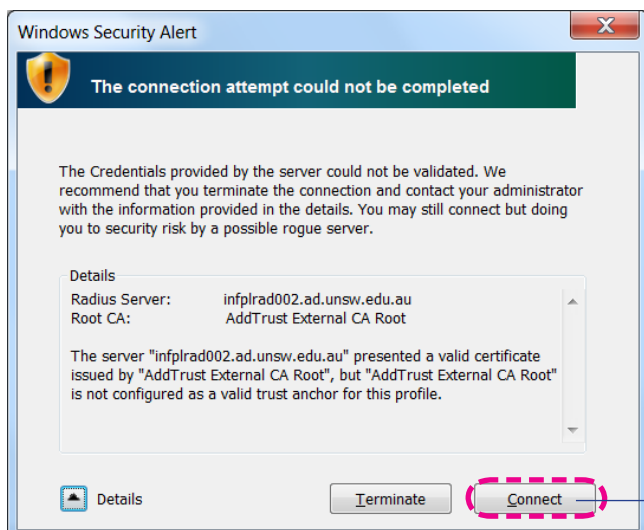 Windows Security Alert
The connection attempt could not be completed
The Credentials provided by the server could not be validated. We
recommend that you terminate the connection and contact your administrator
with the information provided in the details. You may still connect but doing
you to security risk by a possible rogue server.
Details
Radius Server: infplrad002.ad.unsw.edu.au
Root CA: AddTrust External CA Root
The server "infplrad002.ad.unsw.edu.au" presented a valid certificate
issued by "AddTrust External CA Root", but "AddTrust External CA Root"
is not configured as a valid trust anchor for this profile.
Details Terminate Connect